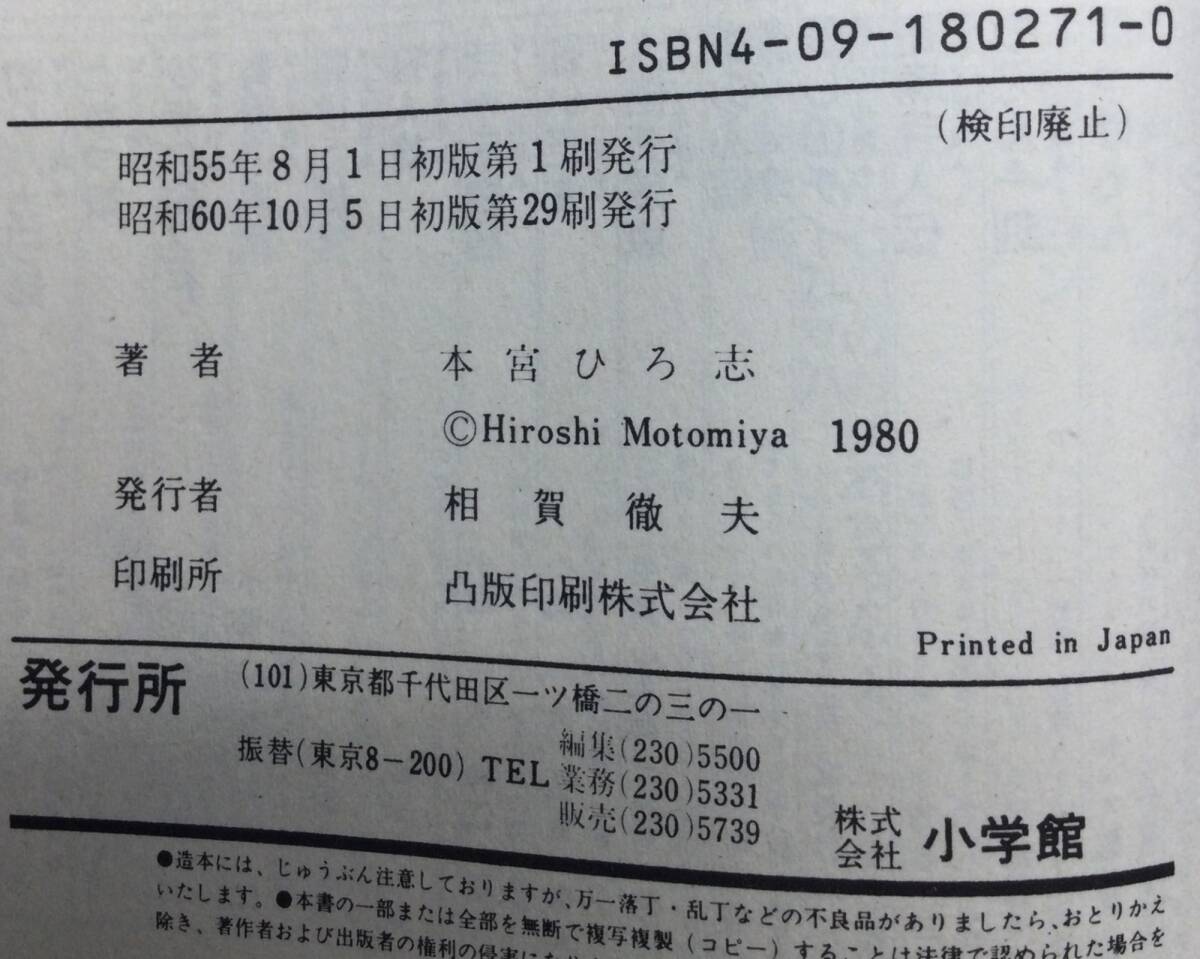 ISBN4-09-180271-0
(検印廃止)
昭和55年8月1日初版第1刷発行
昭和60年10月5日初版第29刷発行
著者 本宮ひろ志
©Hiroshi Motomiya 1980
発行者 相賀徹夫
印刷所 凸版印刷株式会社
Printed in Japan
発行所 (101)東京都千代田区一ツ橋二の三の一
振替(東京8-200) TEL 編集(230)5500
業務(230)5331
販売(230)5739
株式会社 小学館
●造本には、じゅうぶん注意しておりますが、万一落丁・乱丁などの不良品がありましたら、おとりかえ
いたします。●本書の一部または全部を無断で複写複製(コピー)することは法律で認められた場合を
除き、著作者および出版者の権利の侵害に